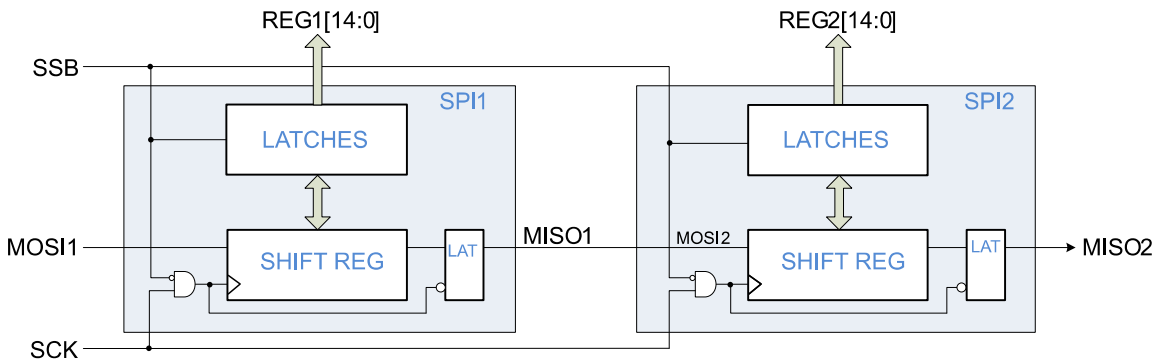 REG1[14:0]
REG2[14:0]
SSB
SPI1
SPI2
LATCHES
LATCHES
MOSI1
SHIFT REG
LAT
MISO1
MOSI2
SHIFT REG
LAT
MISO2
SCK